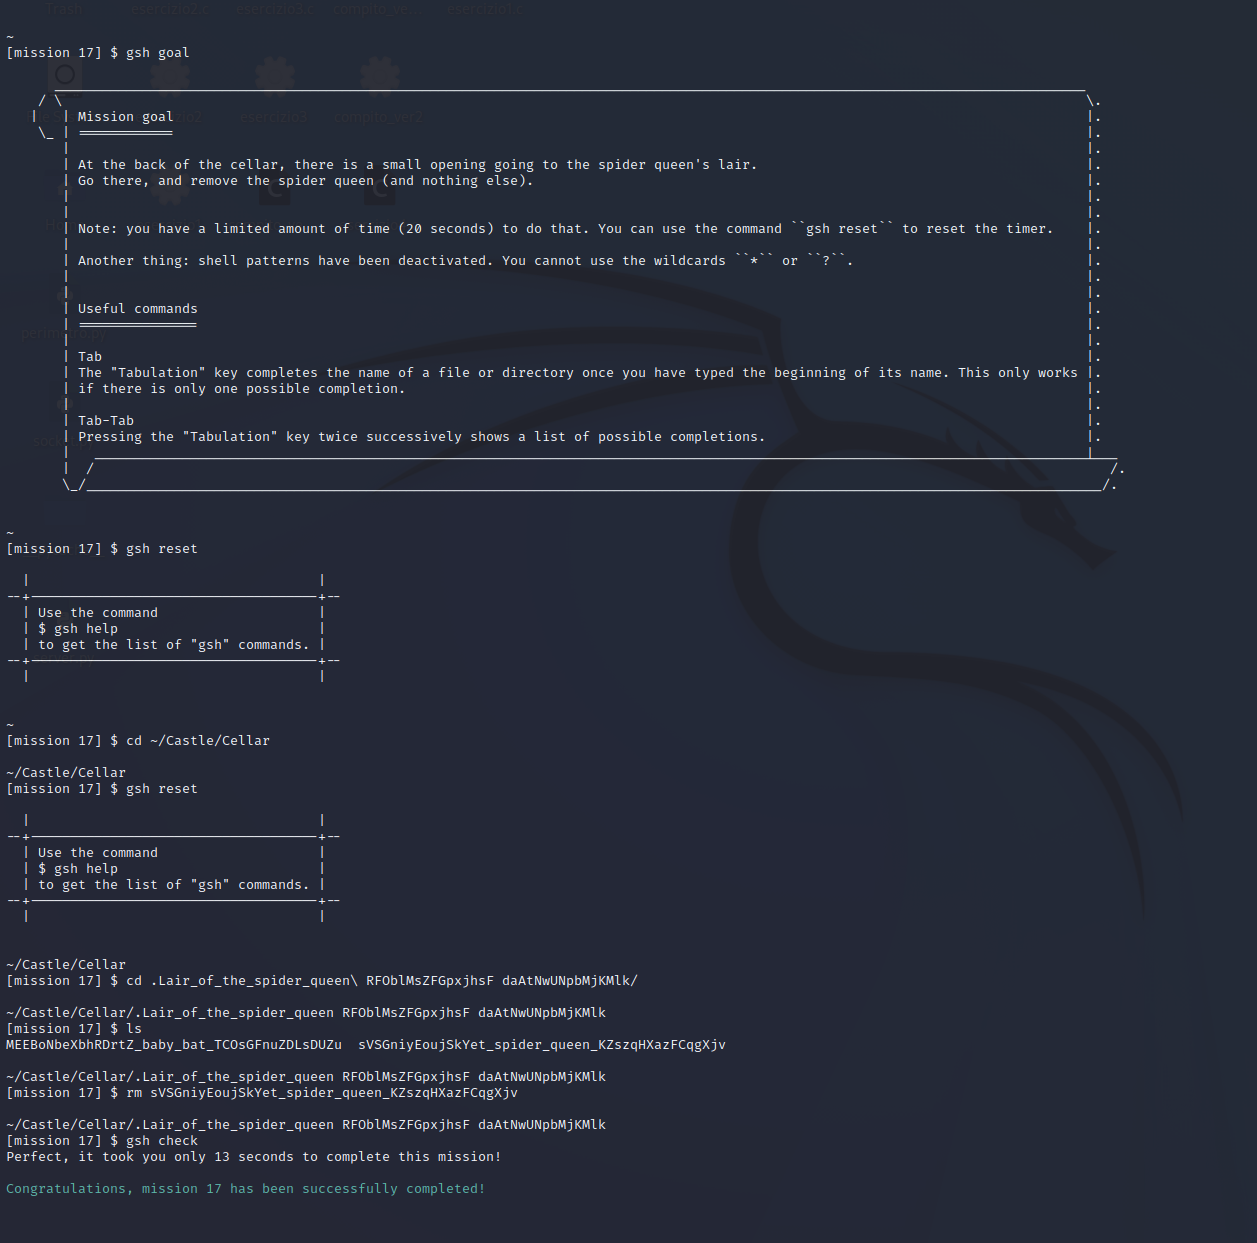 Trash esercizio2.c esercizio3.c compito_ve... esercizio1.c
~
[mission 17] $ gsh goal
/ \ \.
| | Mission goal |.
\_ | ============ |.
| |.
| At the back of the cellar, there is a small opening going to the spider queen's lair. |.
| Go there, and remove the spider queen (and nothing else). |.
| |.
| |.
| Note: you have a limited amount of time (20 seconds) to do that. You can use the command ``gsh reset`` to reset the timer. |.
| |.
| Another thing: shell patterns have been deactivated. You cannot use the wildcards ``*`` or ``?``. |.
| |.
| |.
| Useful commands |.
| =============== |.
| |.
| Tab |.
| The "Tabulation" key completes the name of a file or directory once you have typed the beginning of its name. This only works |.
| if there is only one possible completion. |.
| |.
| Tab-Tab |.
| Pressing the "Tabulation" key twice successively shows a list of possible completions. |.
| |
| / /.
\_/ /.
~
[mission 17] $ gsh reset
| |
--+------------------------------------+--
| Use the command |
| $ gsh help |
| to get the list of "gsh" commands. |
--+------------------------------------+--
| |
~
[mission 17] $ cd ~/Castle/Cellar
~/Castle/Cellar
[mission 17] $ gsh reset
| |
--+------------------------------------+--
| Use the command |
| $ gsh help |
| to get the list of "gsh" commands. |
--+------------------------------------+--
| |
~/Castle/Cellar
[mission 17] $ cd .Lair_of_the_spider_queen\ RFOblMsZFGpxjhsF daAtNwUNpbMjKMlk/
~/Castle/Cellar/.Lair_of_the_spider_queen RFOblMsZFGpxjhsF daAtNwUNpbMjKMlk
[mission 17] $ ls
MEEBoNbeXbhRDrtZ_baby_bat_TCOsGFnuZDLsDUZu sVSGniyEoujSkYet_spider_queen_KZszqHXazFCqgXjv
~/Castle/Cellar/.Lair_of_the_spider_queen RFOblMsZFGpxjhsF daAtNwUNpbMjKMlk
[mission 17] $ rm sVSGniyEoujSkYet_spider_queen_KZszqHXazFCqgXjv
~/Castle/Cellar/.Lair_of_the_spider_queen RFOblMsZFGpxjhsF daAtNwUNpbMjKMlk
[mission 17] $ gsh check
Perfect, it took you only 13 seconds to complete this mission!
Congratulations, mission 17 has been successfully completed!